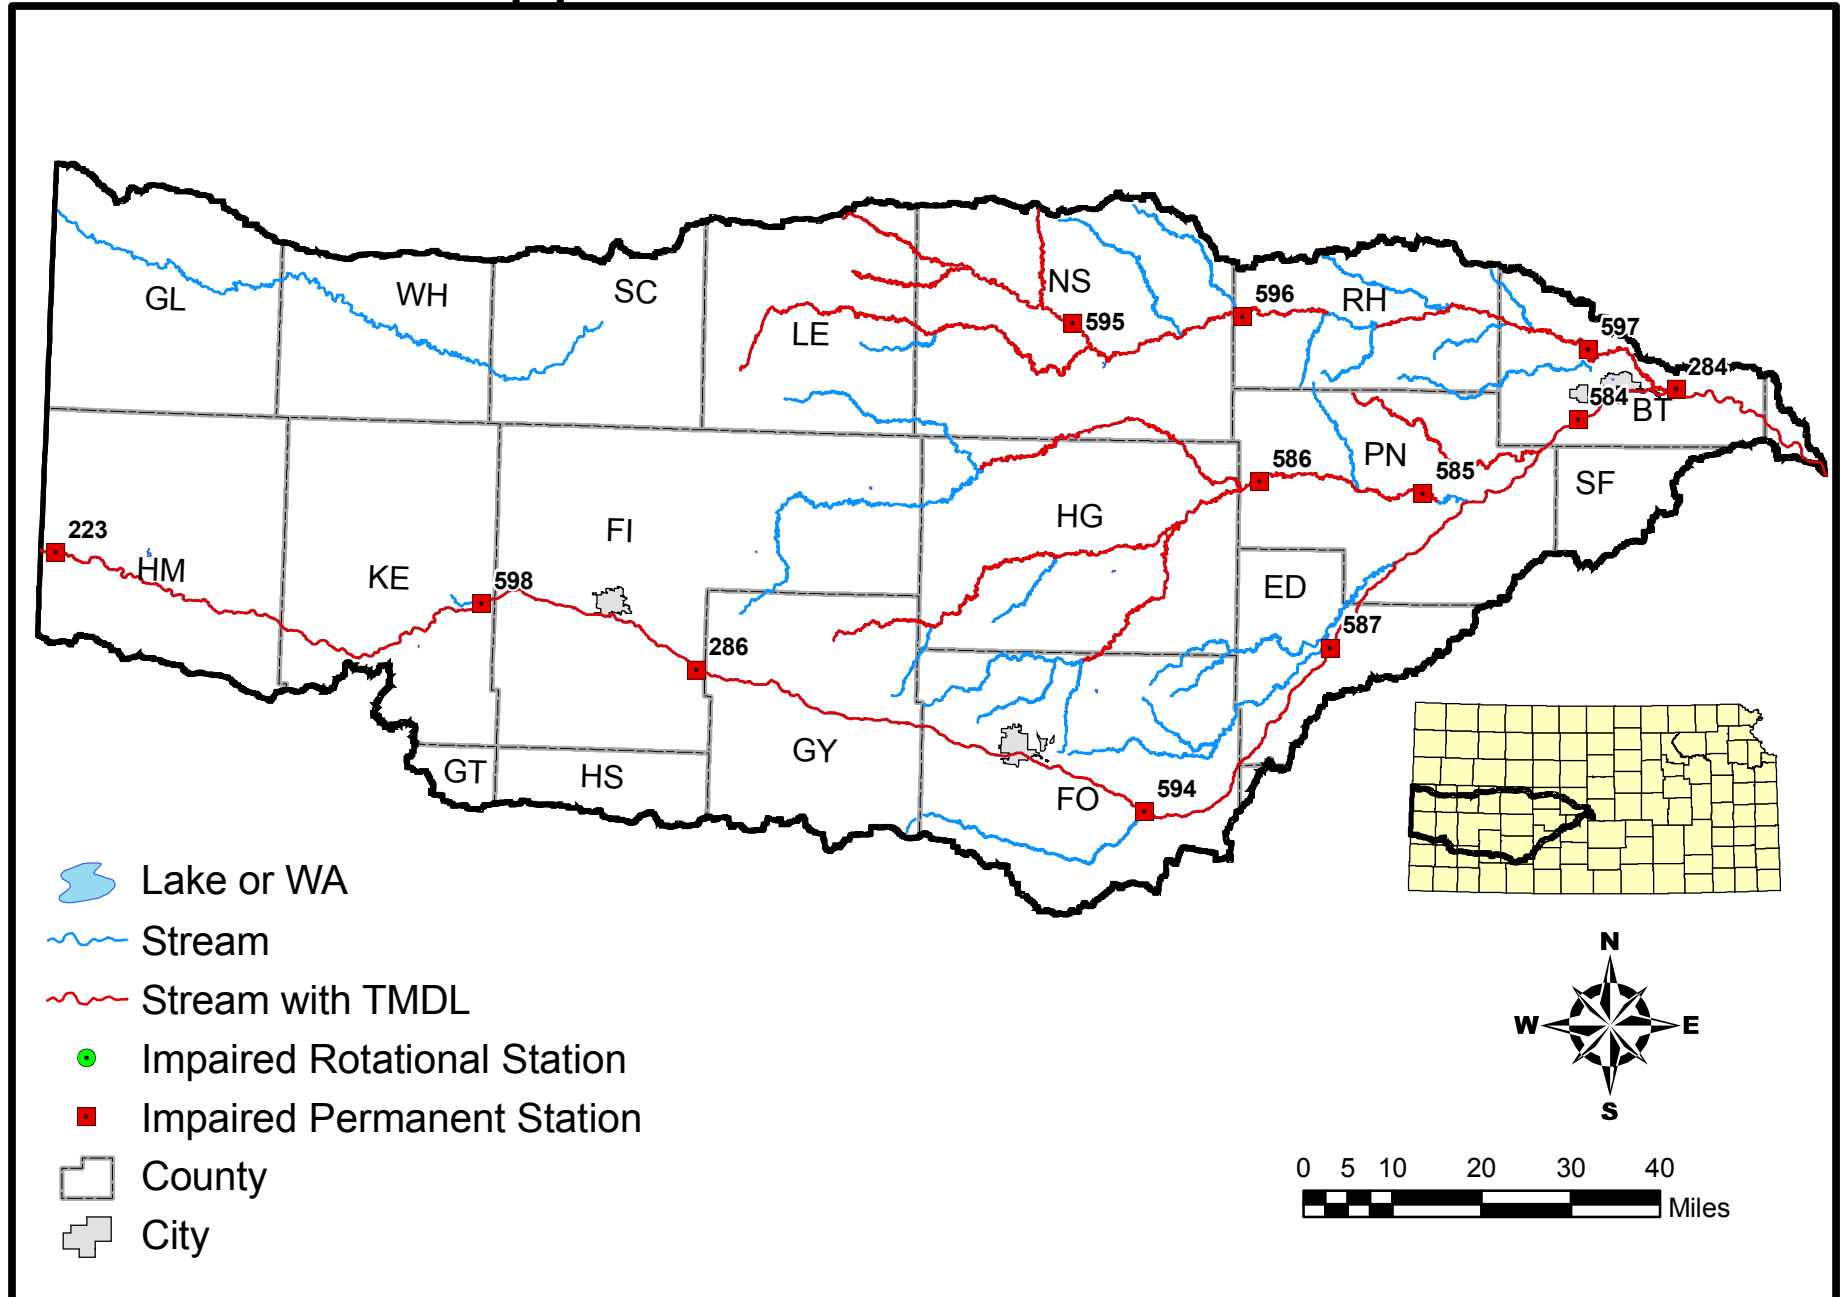 GL
WH
SC
LE
NS
595
596
RH
597
284
584
BT
586
PN
585
SF
223
HM
KE
598
FI
HG
ED
587
286
GT
HS
GY
FO
594
Lake or WA
Stream
Stream with TMDL
Impaired Rotational Station
Impaired Permanent Station
County
City
N
W E
S
0 5 10 20 30 40
Miles